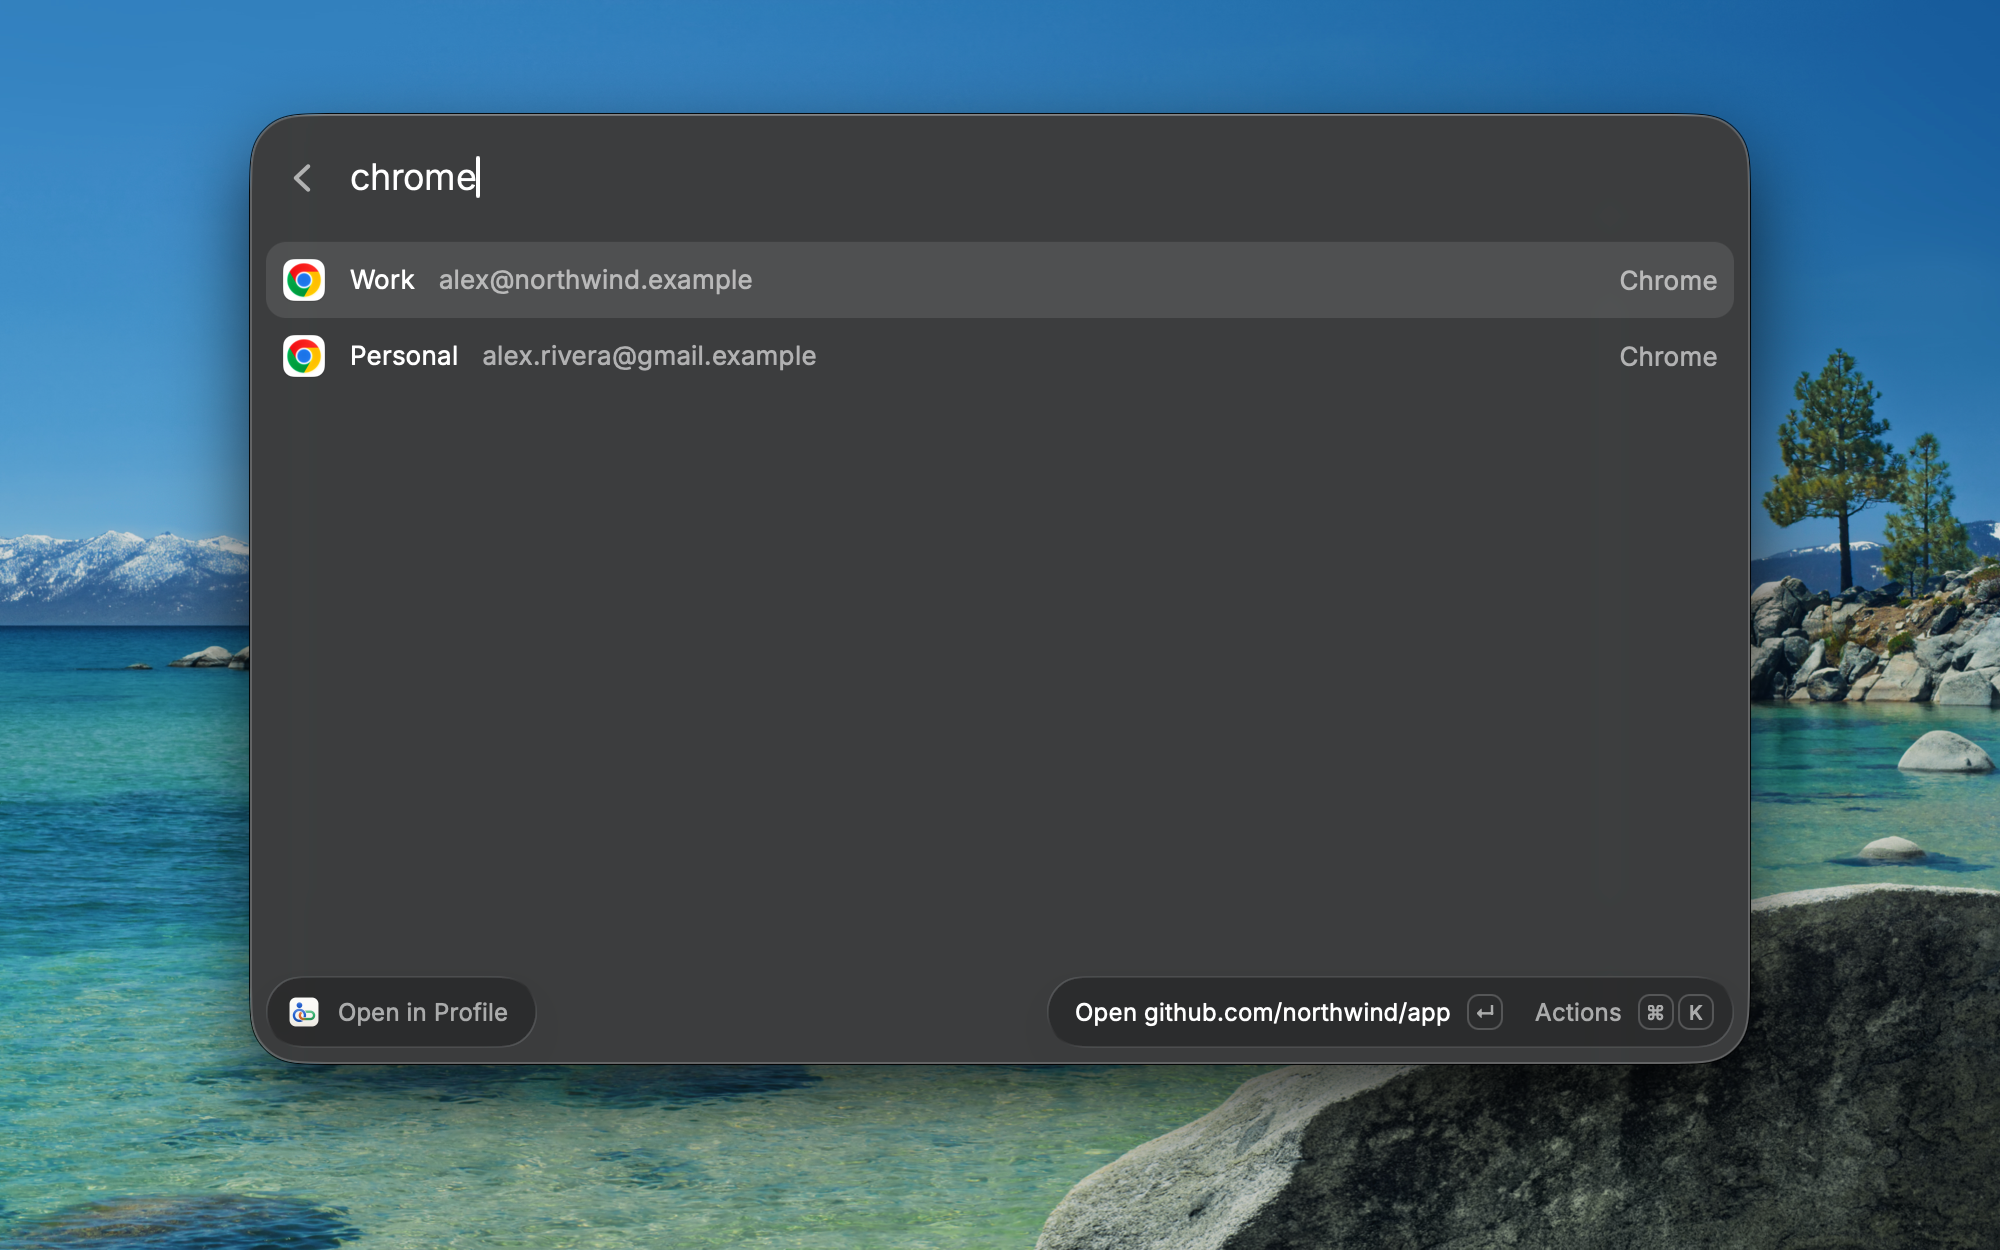 chrome
Work alex@northwind.example Chrome
Personal alex.rivera@gmail.example Chrome
Open in Profile Open github.com/northwind/app ↵ Actions ⌘ K